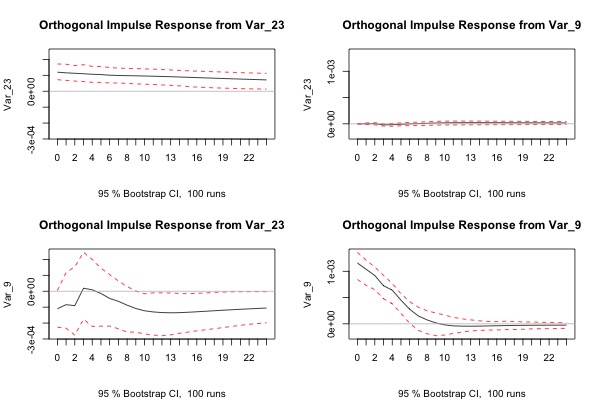 Orthogonal Impulse Response from Var_23
Var_23
0e+00
-3e-04
0 2 4 6 8 10 13 16 19 22
95 % Bootstrap CI, 100 runs
Orthogonal Impulse Response from Var_9
Var_23
1e-03
0e+00
0 2 4 6 8 10 13 16 19 22
95 % Bootstrap CI, 100 runs
Orthogonal Impulse Response from Var_23
Var_9
0e+00
-3e-04
0 2 4 6 8 10 13 16 19 22
95 % Bootstrap CI, 100 runs
Orthogonal Impulse Response from Var_9
Var_9
1e-03
0e+00
0 2 4 6 8 10 13 16 19 22
95 % Bootstrap CI, 100 runs